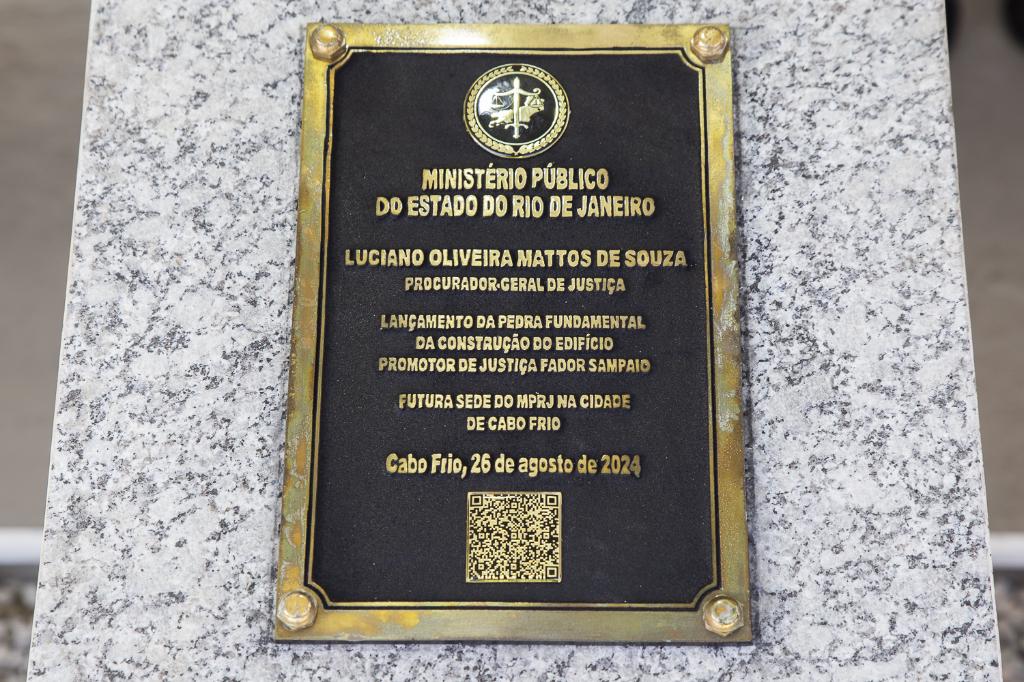 MINISTÉRIO PÚBLICO
DO ESTADO DO RIO DE JANEIRO
LUCIANO OLIVEIRA MATTOS DE SOUZA
PROCURADOR-GERAL DE JUSTIÇA
LANÇAMENTO DA PEDRA FUNDAMENTAL
DA CONSTRUÇÃO DO EDIFÍCIO
PROMOTOR DE JUSTIÇA FADOR SAMPAIO
FUTURA SEDE DO MPRJ NA CIDADE
DE CABO FRIO
Cabo Frio, 26 de agosto de 2024